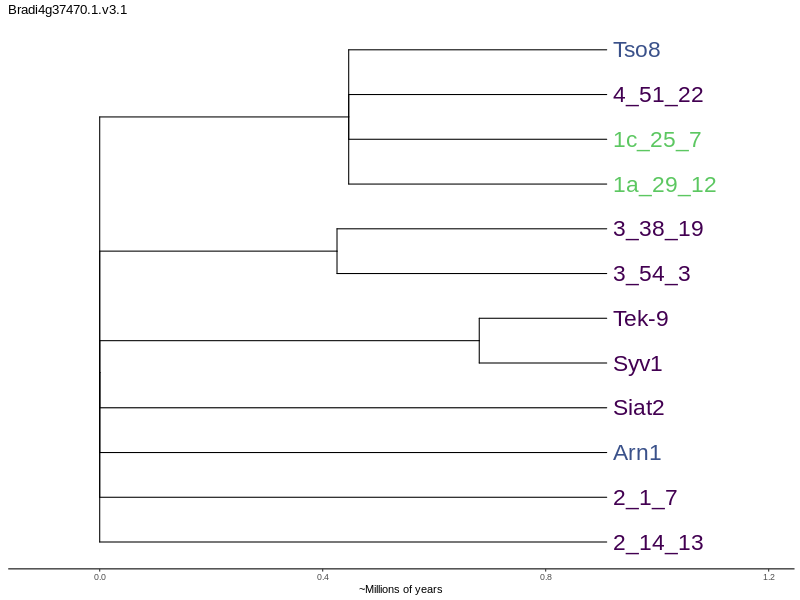 Bradi4g37470.1.v3.1
Tso8
4_51_22
1c_25_7
1a_29_12
3_38_19
3_54_3
Tek-9
Syv1
Siat2
Arn1
2_1_7
2_14_13
0.0 0.4 0.8 1.2
~Millions of years